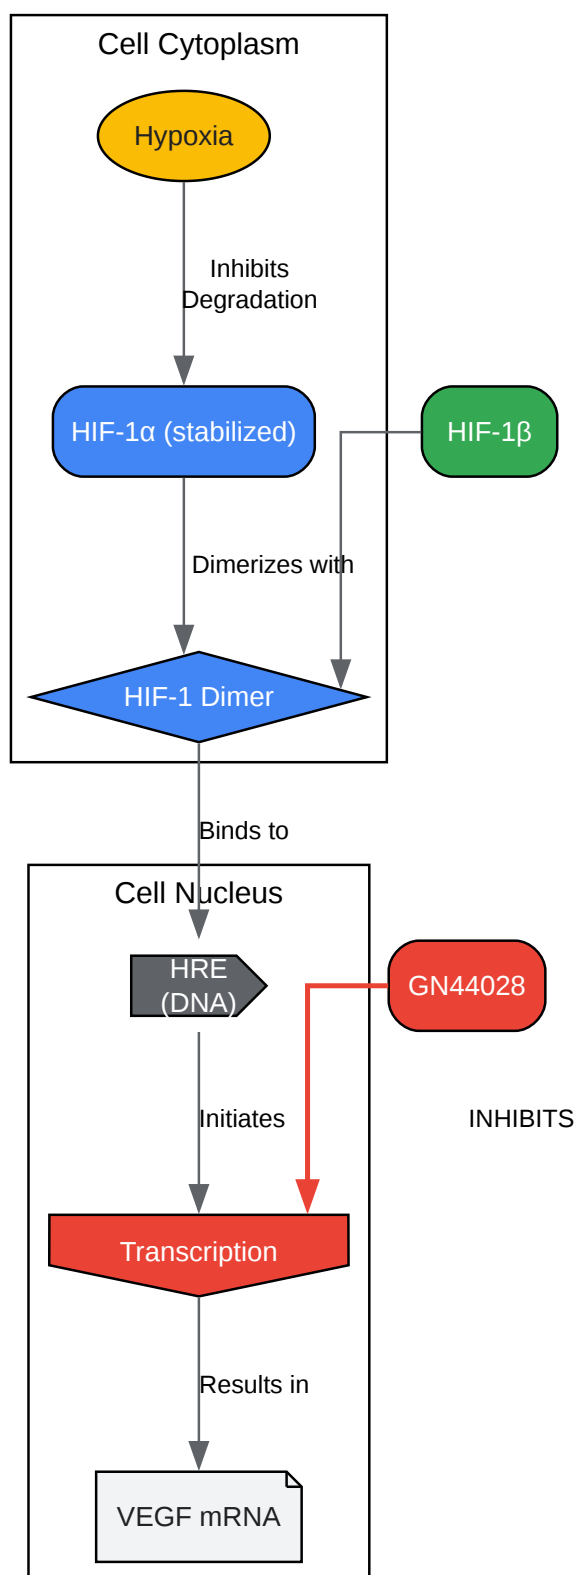 Cell Cytoplasm
Hypoxia
Inhibits
Degradation
HIF-1α (stabilized)
HIF-1β
Dimerizes with
HIF-1 Dimer
Binds to
Cell Nucleus
HRE
(DNA)
GN44028
Initiates
INHIBITS
Transcription
Results in
VEGF mRNA